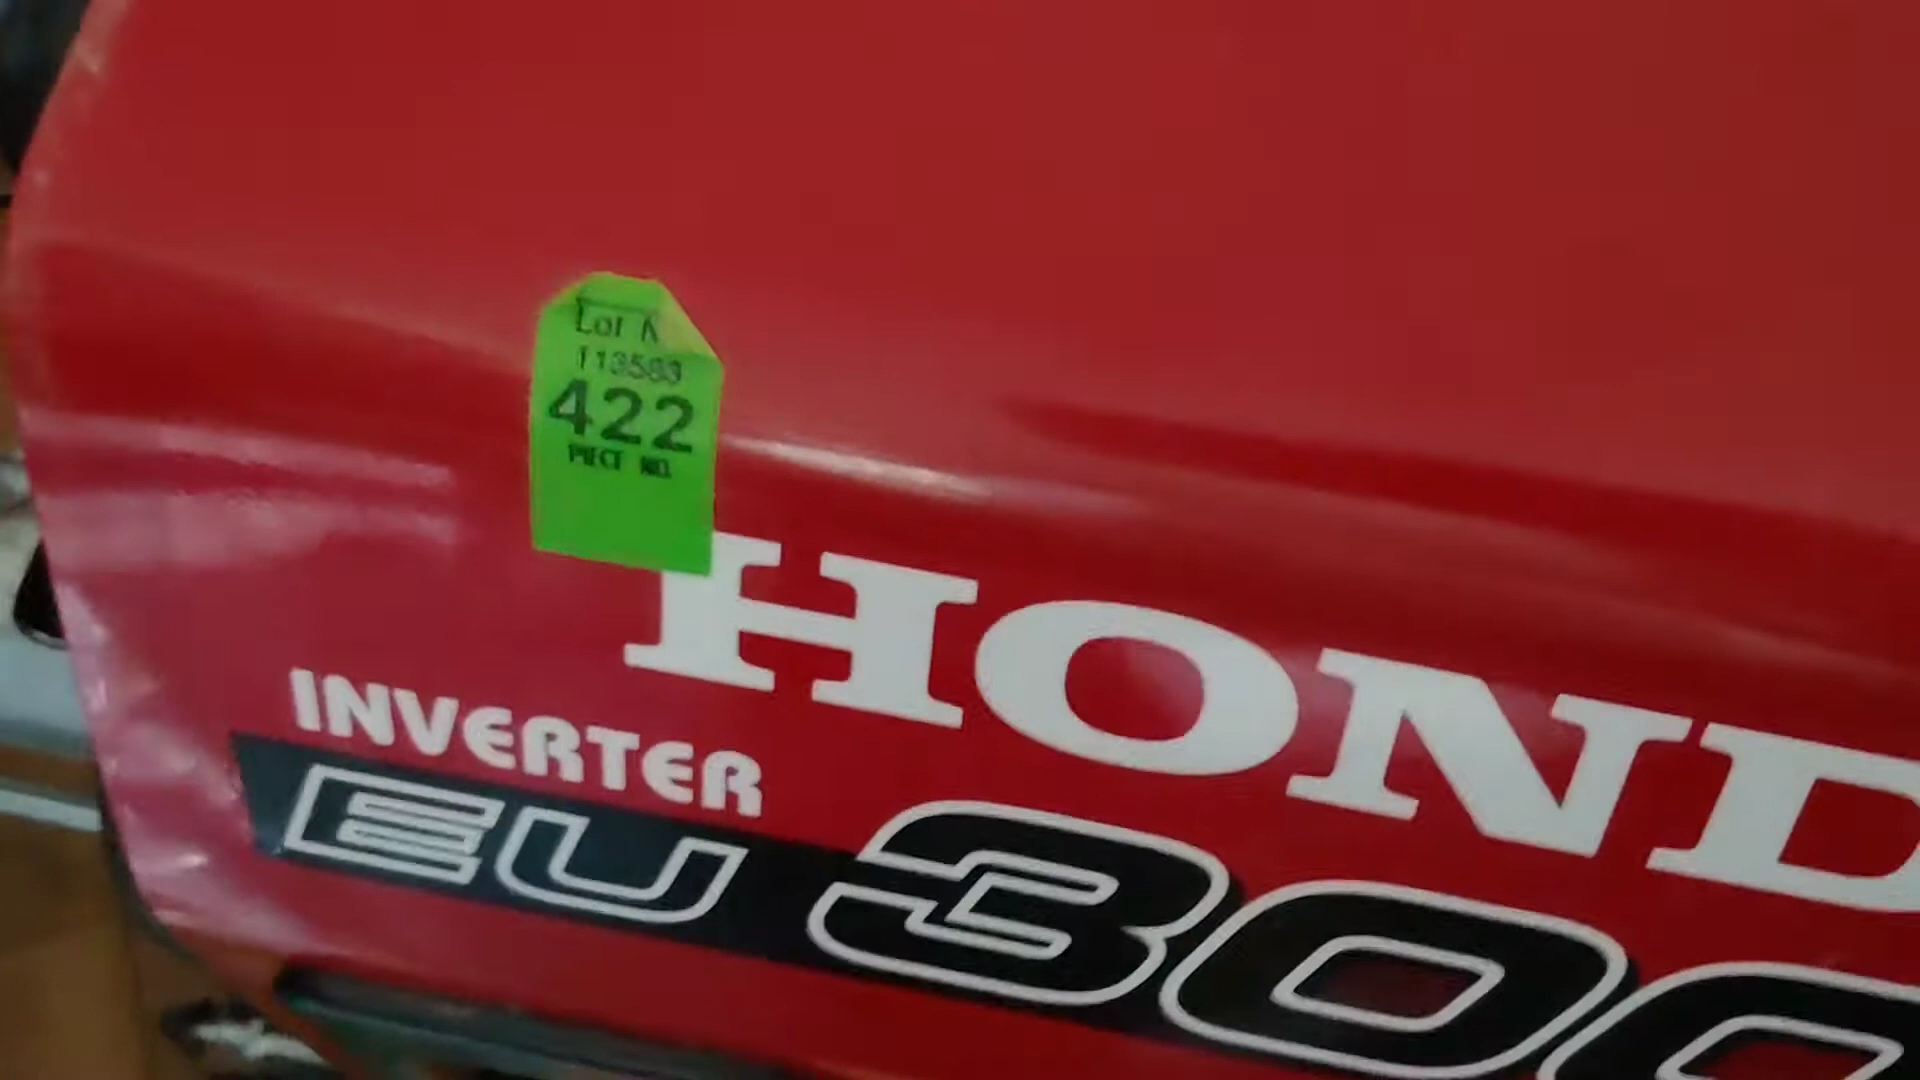 Lot
113583
422
PIECE NO.
HOND
INVERTER
EU 300